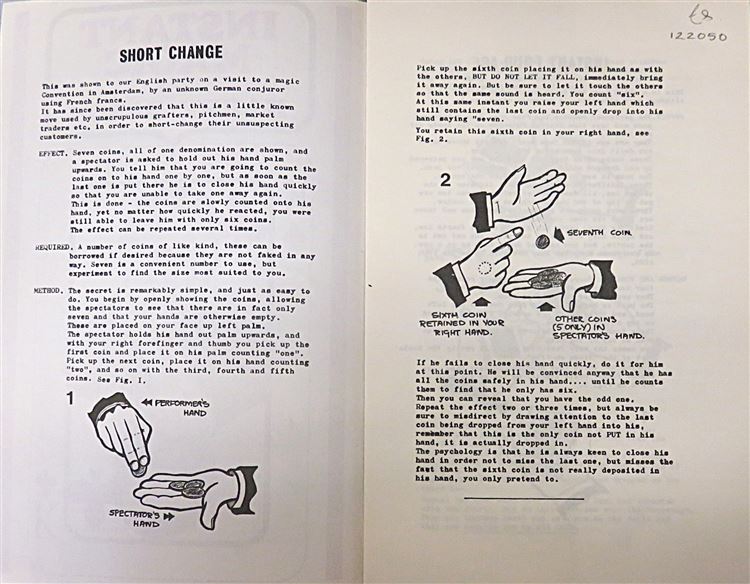 SHORT CHANGE
This was shown to our English party on a visit to a magic
Convention in Amsterdam, by an unknown German conjuror
using French francs.
It has since been discovered that this is a little known
move used by unscrupulous grafters, pitchmen, market
traders etc. in order to short-change their unsuspecting
customers.
EFFECT. Seven coins, all of one denomination are shown, and
a spectator is asked to hold out his hand palm
upwards. You tell him that you are going to count the
coins on to his hand one by one, but as soon as the
last one is put there he is to close his hand quickly
so that you are unable to take one away again.
This is done - the coins are slowly counted onto his
hand, yet no matter how quickly he reacted, you were
still able to leave him with only six coins.
The effect can be repeated several times.
REQUIRED. A number of coins of like kind, these can be
borrowed if desired because they are not faked in any
way. Seven is a convenient number to use, but
experiment to find the size most suited to you.
METHOD. The secret is remarkably simple, and just as easy to
do. You begin by openly showing the coins, allowing
the spectators to see that there are in fact only
seven and that your hands are otherwise empty.
These are placed on your face up left palm.
The spectator holds his hand out palm upwards, and
with your right forefinger and thumb you pick up the
first coin and place it on his palm counting "one".
Pick up the next coin, place it on his hand counting
"two", and so on with the third, fourth and fifth
coins. See Fig. I.
1
PERFORMER'S
HAND
SPECTATOR'S
HAND
£8
122050
Pick up the sixth coin placing it on his hand as with
the others, BUT DO NOT LET IT FALL, immediately bring
it away again. But be sure to let it touch the others
so that the same sound is heard. You count "six".
At this same instant you raise your left hand which
still contains the last coin and openly drop into his
hand saying "seven.
You retain this sixth coin in your right hand, see
Fig. 2.
2
SEVENTH COIN.
SIXTH COIN
RETAINED IN YOUR
RIGHT HAND.
OTHER COINS
(5 ONLY) IN
SPECTATOR'S HAND.
If he fails to close his hand quickly, do it for him
at this point. He will be convinced anyway that he has
all the coins safely in his hand.... until he counts
them to find that he only has six.
Then you can reveal that you have the odd one.
Repeat the effect two or three times, but always be
sure to misdirect by drawing attention to the last
coin being dropped from your left hand into his,
remember that this is the only coin not PUT in his
hand, it is actually dropped in.
The psychology is that he is always keen to close his
hand in order not to miss the last one, but misses the
fact that the sixth coin is not really deposited in
his hand, you only pretend to.